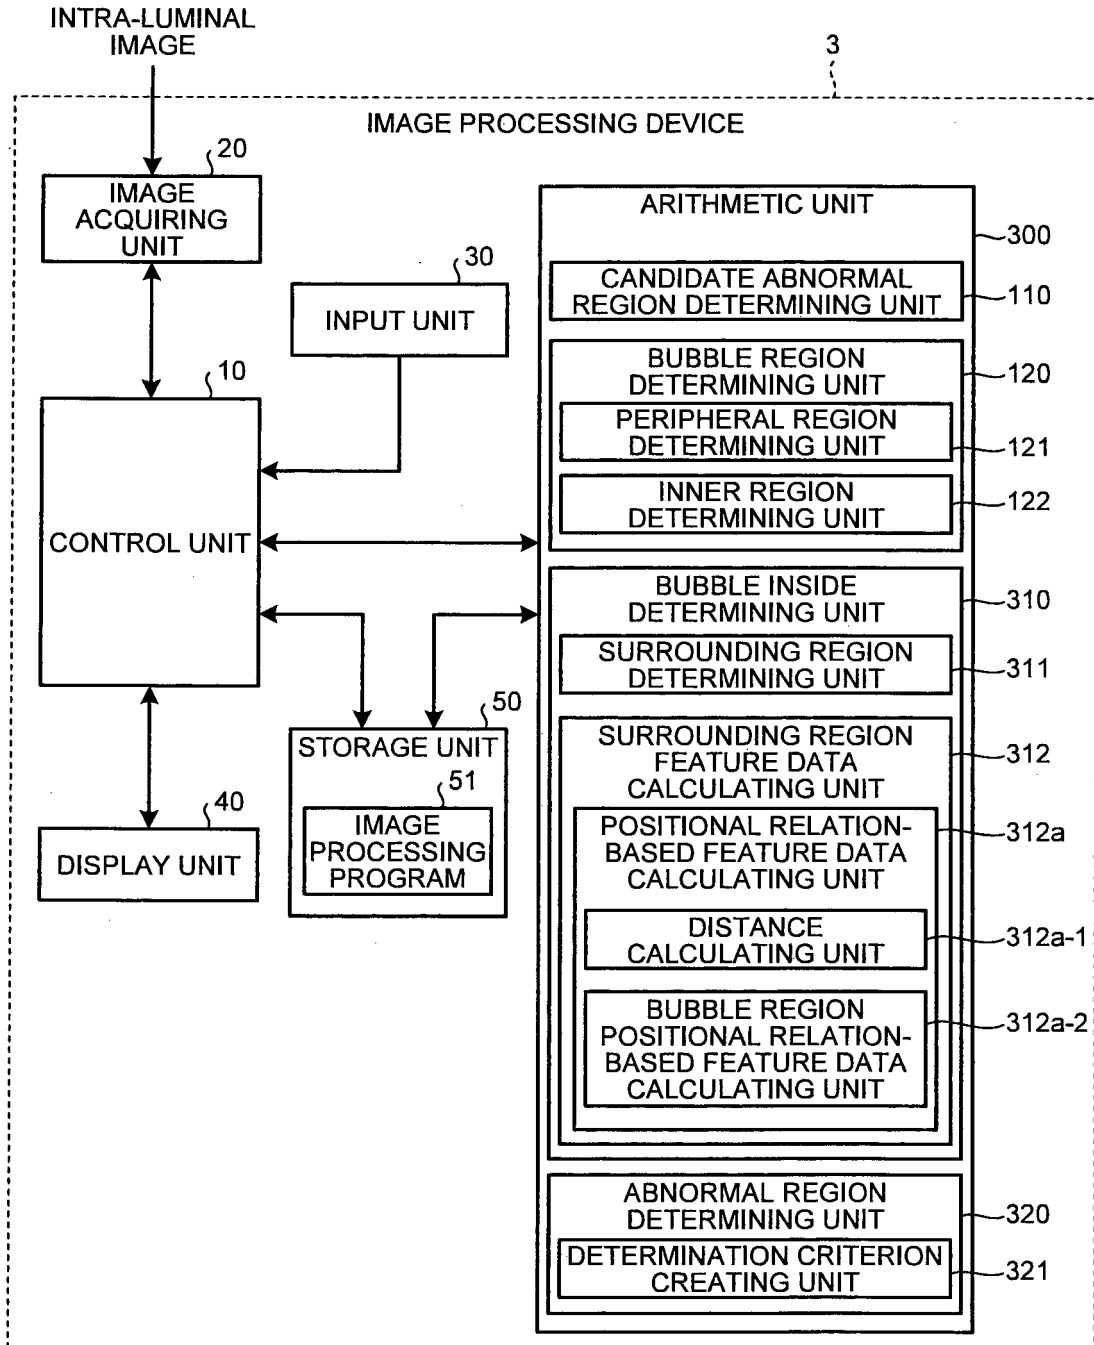 INTRA-LUMINAL
IMAGE
3
IMAGE PROCESSING DEVICE
20
IMAGE
ACQUIRING
UNIT
30
INPUT UNIT
10
CONTROL UNIT
50
STORAGE UNIT
51
IMAGE
PROCESSING
PROGRAM
40
DISPLAY UNIT
ARITHMETIC UNIT
300
CANDIDATE ABNORMAL
REGION DETERMINING UNIT
110
BUBBLE REGION
DETERMINING UNIT
120
PERIPHERAL REGION
DETERMINING UNIT
121
INNER REGION
DETERMINING UNIT
122
BUBBLE INSIDE
DETERMINING UNIT
310
SURROUNDING REGION
DETERMINING UNIT
311
SURROUNDING REGION
FEATURE DATA
CALCULATING UNIT
312
POSITIONAL RELATION-
BASED FEATURE DATA
CALCULATING UNIT
312a
DISTANCE
CALCULATING UNIT
312a-1
BUBBLE REGION
POSITIONAL RELATION-
BASED FEATURE DATA
CALCULATING UNIT
312a-2
ABNORMAL REGION
DETERMINING UNIT
320
DETERMINATION CRITERION
CREATING UNIT
321